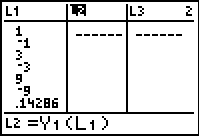 L1 L2 L3 2
1 ------ ------
-1
3
-3
9
-9
.14286
L2 =Y1(L1)